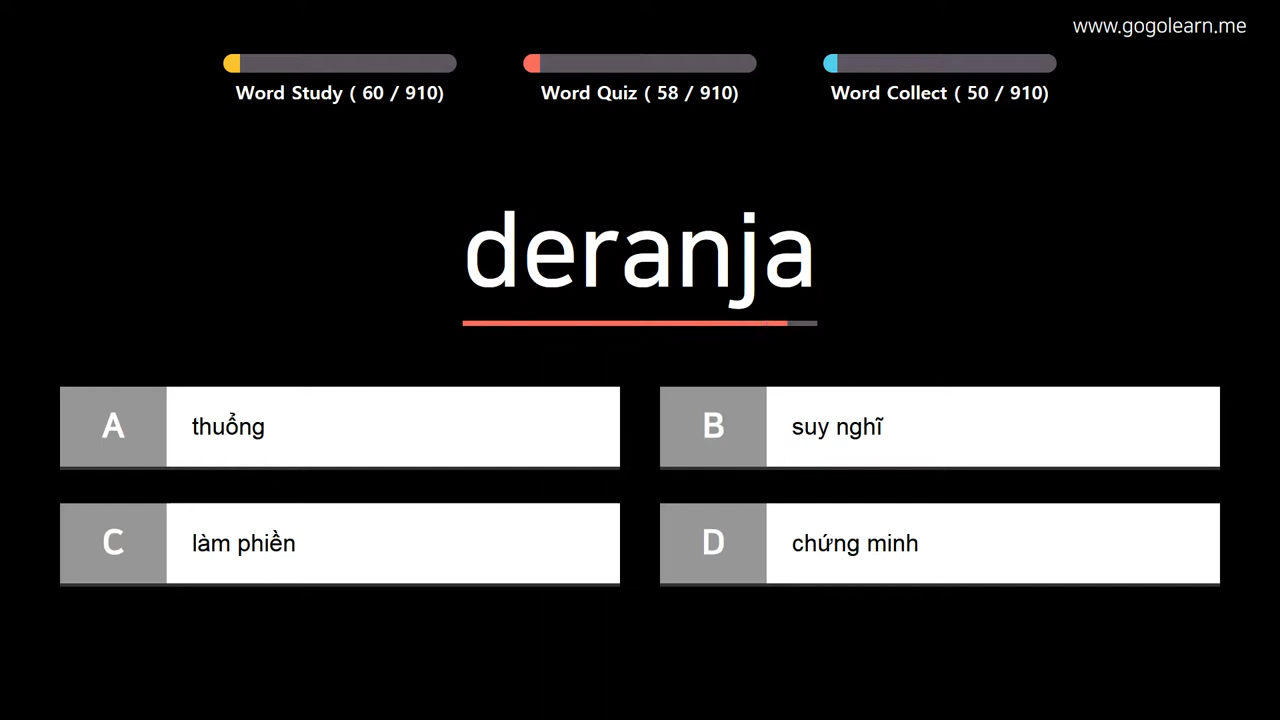 www.gogolearn.me
Word Study ( 60 / 910)
Word Quiz ( 58 / 910)
Word Collect ( 50 / 910)
deranja
A thuổng
B suy nghĩ
C làm phiền
D chứng minh